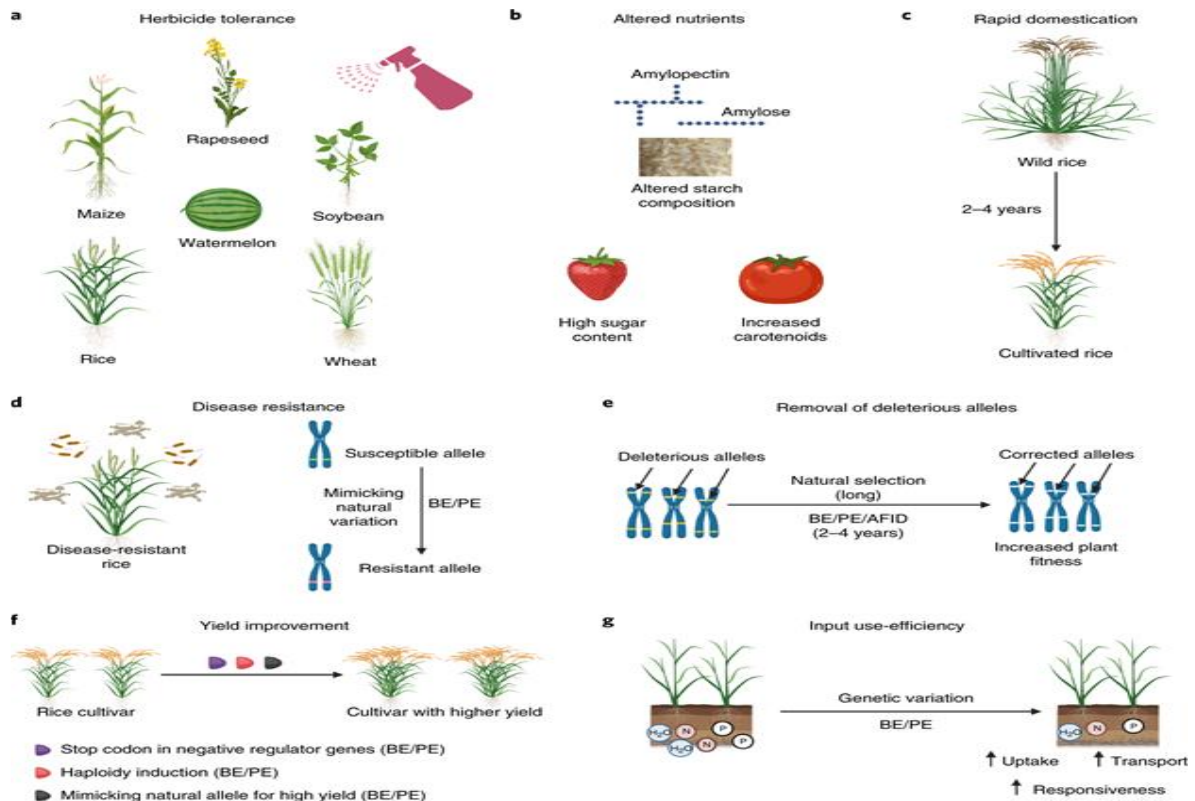 a
Herbicide tolerance
Rapeseed
Maize
Soybean
Watermelon
Rice
Wheat
b
Altered nutrients
Amylopectin
Amylose
Altered starch
composition
High sugar
content
Increased
carotenoids
c
Rapid domestication
Wild rice
2–4 years
Cultivated rice
d
Disease resistance
Disease-resistant
rice
Susceptible allele
Mimicking
natural
variation
BE/PE
Resistant allele
e
Removal of deleterious alleles
Deleterious alleles
Natural selection
(long)
BE/PE/AFID
(2–4 years)
Corrected alleles
Increased plant
fitness
f
Yield improvement
Rice cultivar
Cultivar with higher yield
Stop codon in negative regulator genes (BE/PE)
Haploidy induction (BE/PE)
Mimicking natural allele for high yield (BE/PE)
g
Input use-efficiency
H2O
N
P
H2O
N
P
Genetic variation
BE/PE
H2O
N
P
↑ Uptake
↑ Transport
↑ Responsiveness